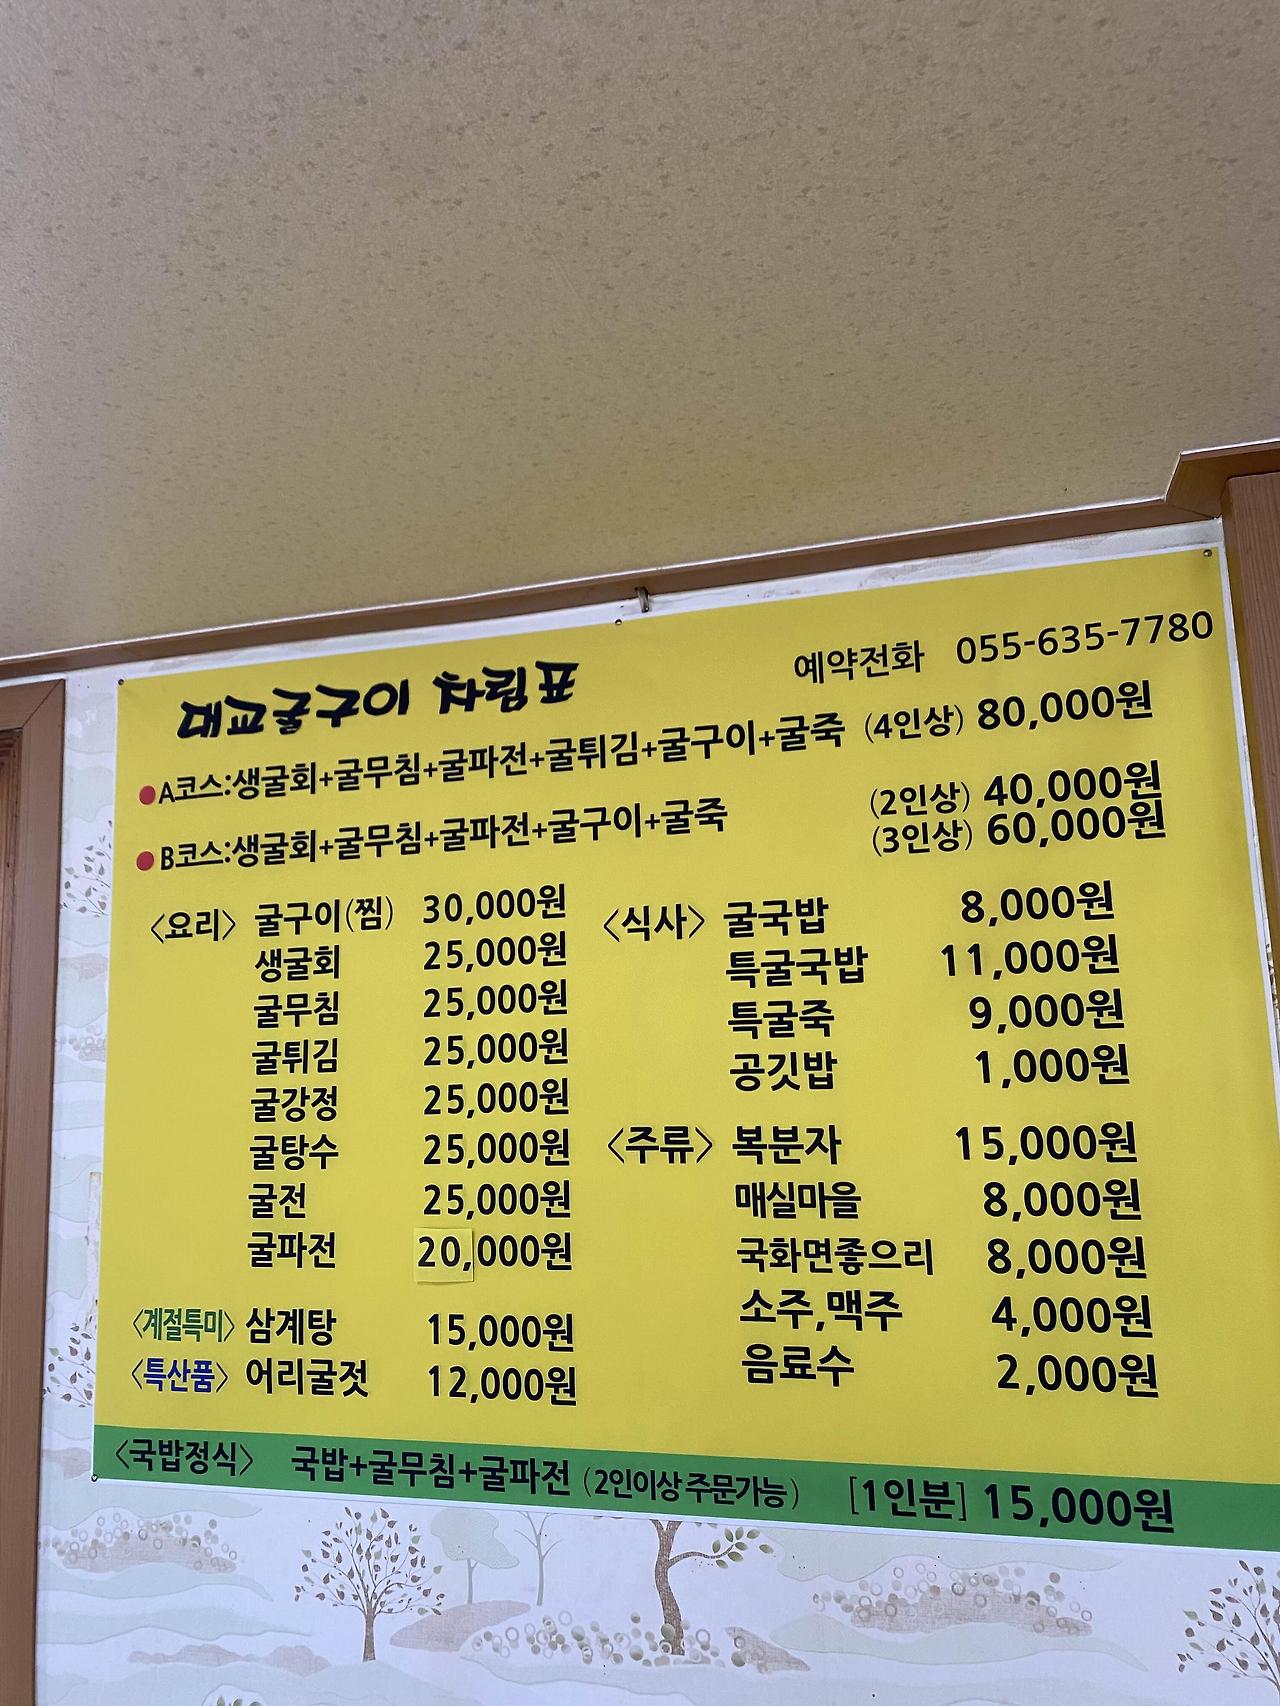 대교굴구이 차림표
예약전화 055-635-7780
●A코스:생굴회+굴무침+굴파전+굴튀김+굴구이+굴죽 (4인상) 80,000원
●B코스:생굴회+굴무침+굴파전+굴구이+굴죽 (2인상) 40,000원
(3인상) 60,000원
<요리> 굴구이(찜) 30,000원
생굴회 25,000원
굴무침 25,000원
굴튀김 25,000원
굴강정 25,000원
굴탕수 25,000원
굴전 25,000원
굴파전 20,000원
<계절특미> 삼계탕 15,000원
<특산품> 어리굴젓 12,000원
<식사> 굴국밥 8,000원
특굴국밥 11,000원
특굴죽 9,000원
공깃밥 1,000원
<주류> 복분자 15,000원
매실마을 8,000원
국화면좋으리 8,000원
소주,맥주 4,000원
음료수 2,000원
<국밥정식> 국밥+굴무침+굴파전 (2인이상 주문가능) [1인분] 15,000원